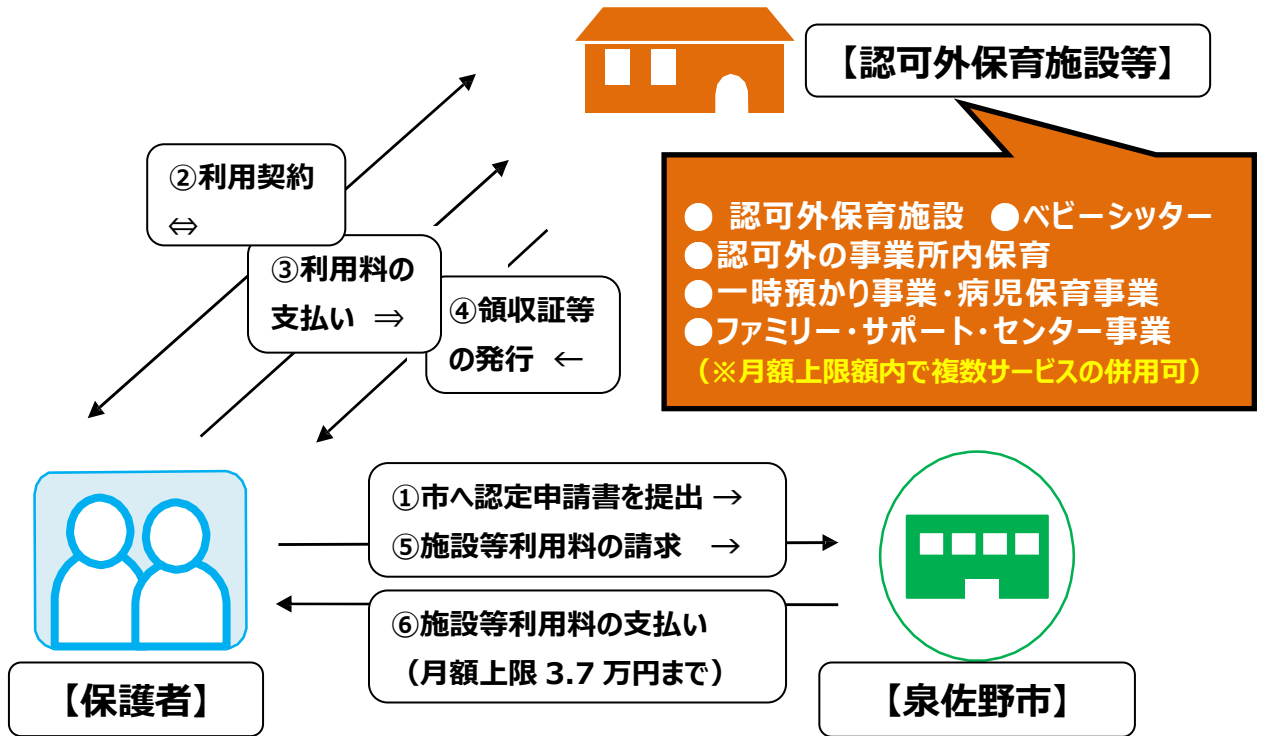 【認可外保育施設等】
②利用契約
⇔
③利用料の
支払い ⇒
④領収証等
の発行 ←
● 認可外保育施設 ●ベビーシッター
●認可外の事業所内保育
●一時預かり事業・病児保育事業
●ファミリー・サポート・センター事業
（※月額上限額内で複数サービスの併用可）
①市へ認定申請書を提出 →
⑤施設等利用料の請求 →
⑥施設等利用料の支払い
（月額上限 3.7 万円まで）
【保護者】
【泉佐野市】